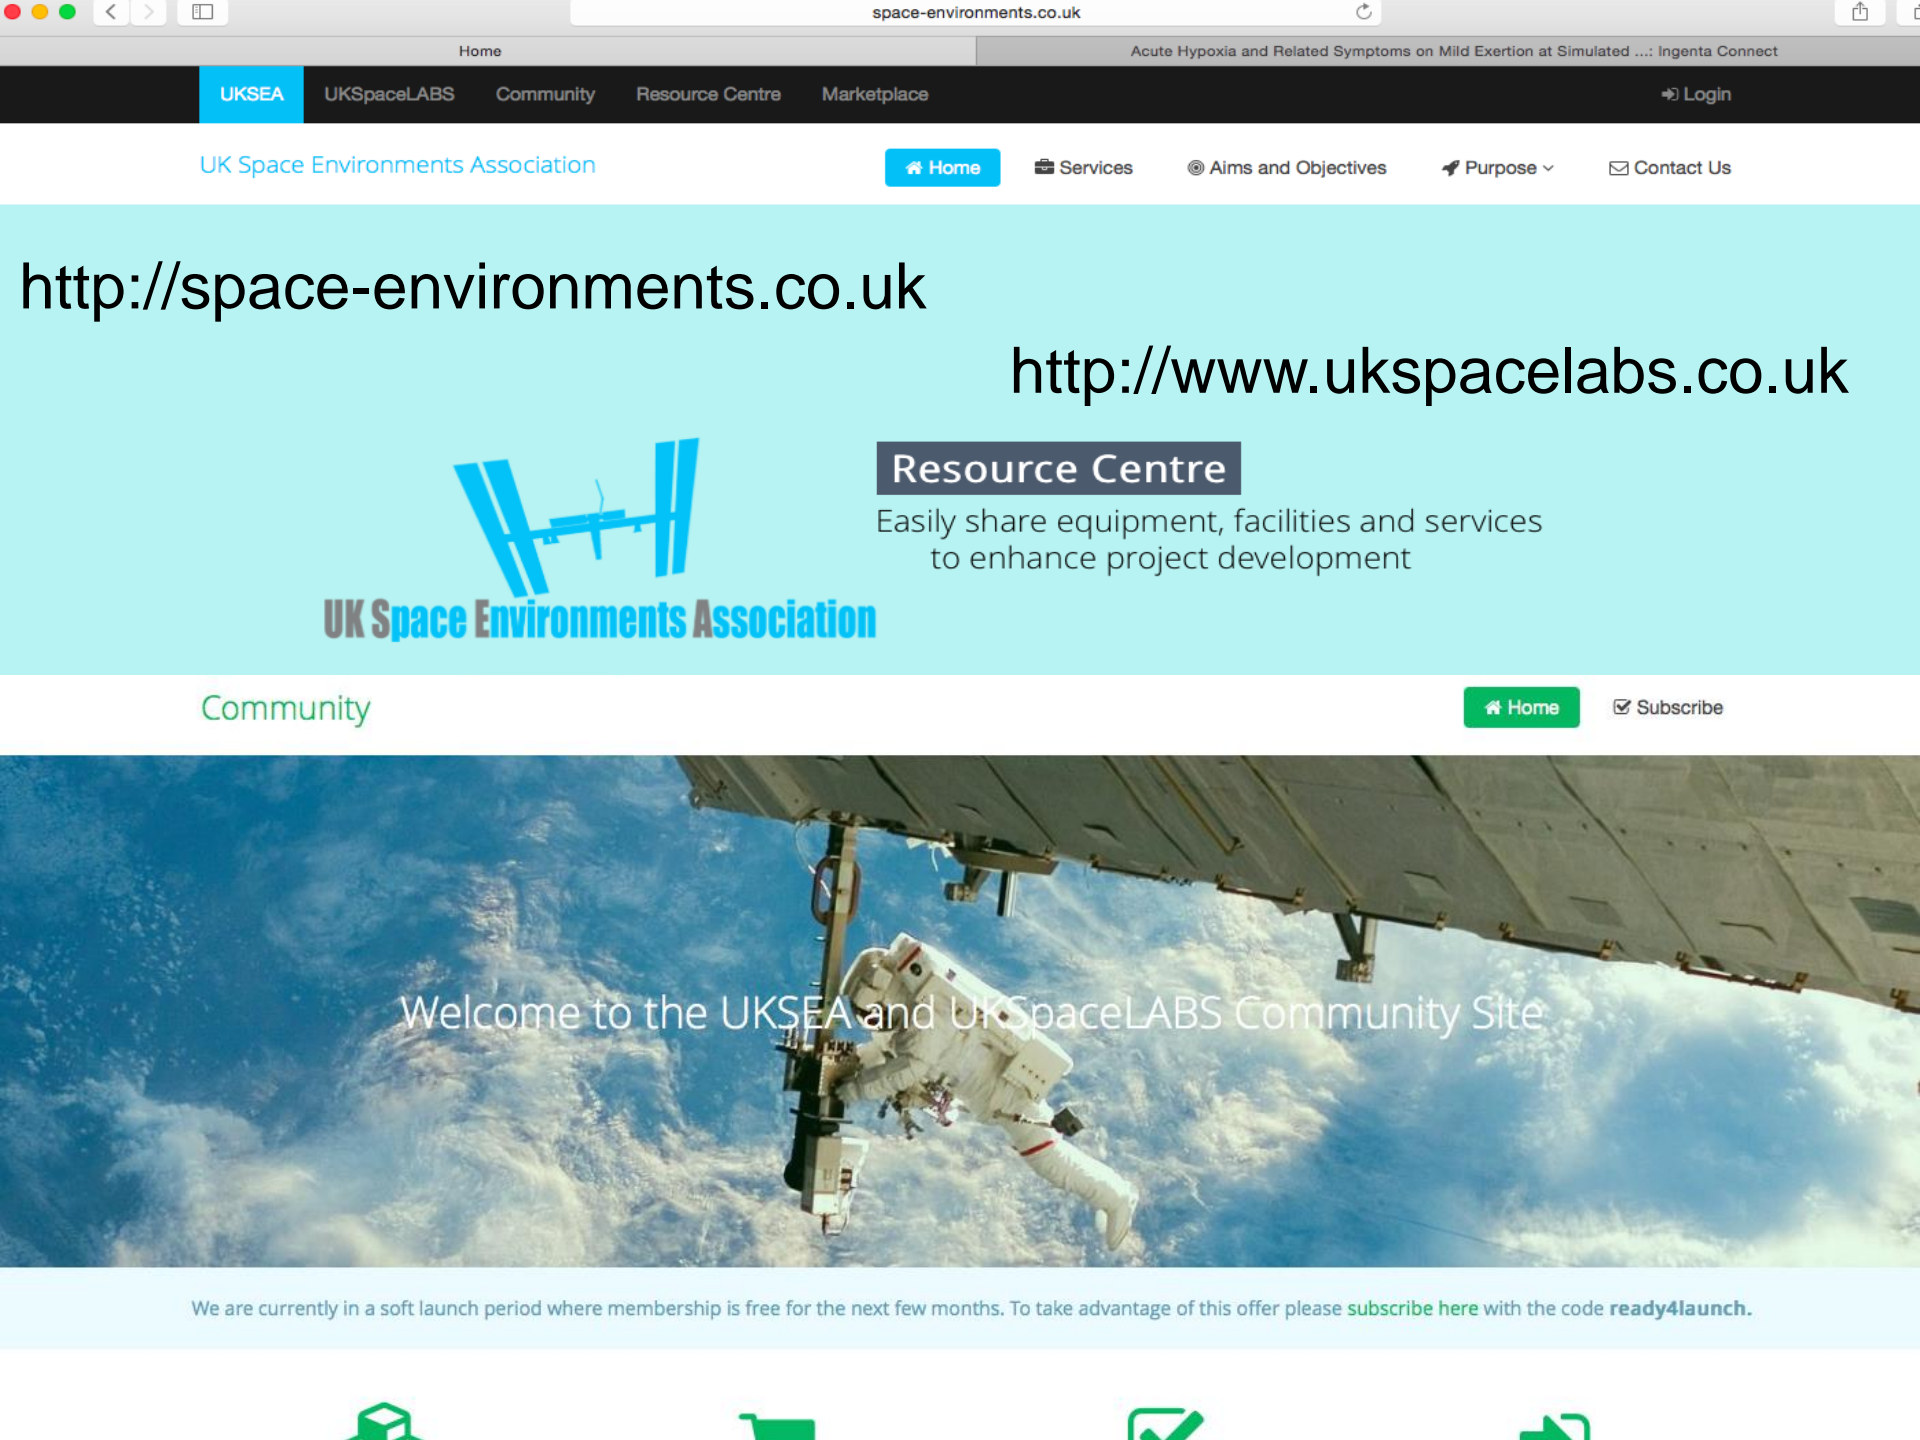 space-environments.co.uk
Home
Acute Hypoxia and Related Symptoms on Mild Exertion at Simulated ...: Ingenta Connect
UKSEA UKSpaceLABS Community Resource Centre Marketplace Login
UK Space Environments Association
Home Services Aims and Objectives Purpose Contact Us
http://space-environments.co.uk
http://www.ukspacelabs.co.uk
Resource Centre
Easily share equipment, facilities and services
to enhance project development
UK Space Environments Association
Community
Home Subscribe
Welcome to the UKSEA and UKSpaceLABS Community Site
We are currently in a soft launch period where membership is free for the next few months. To take advantage of this offer please subscribe here with the code ready4launch.